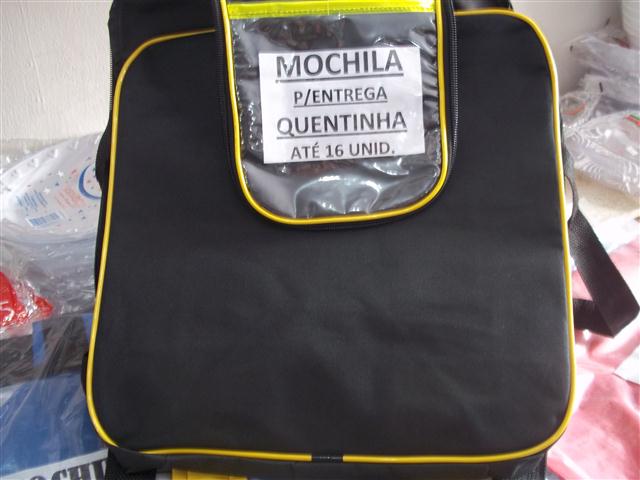 MOCHILA
P/ENTREGA
QUENTINHA
ATÉ 16 UNID.